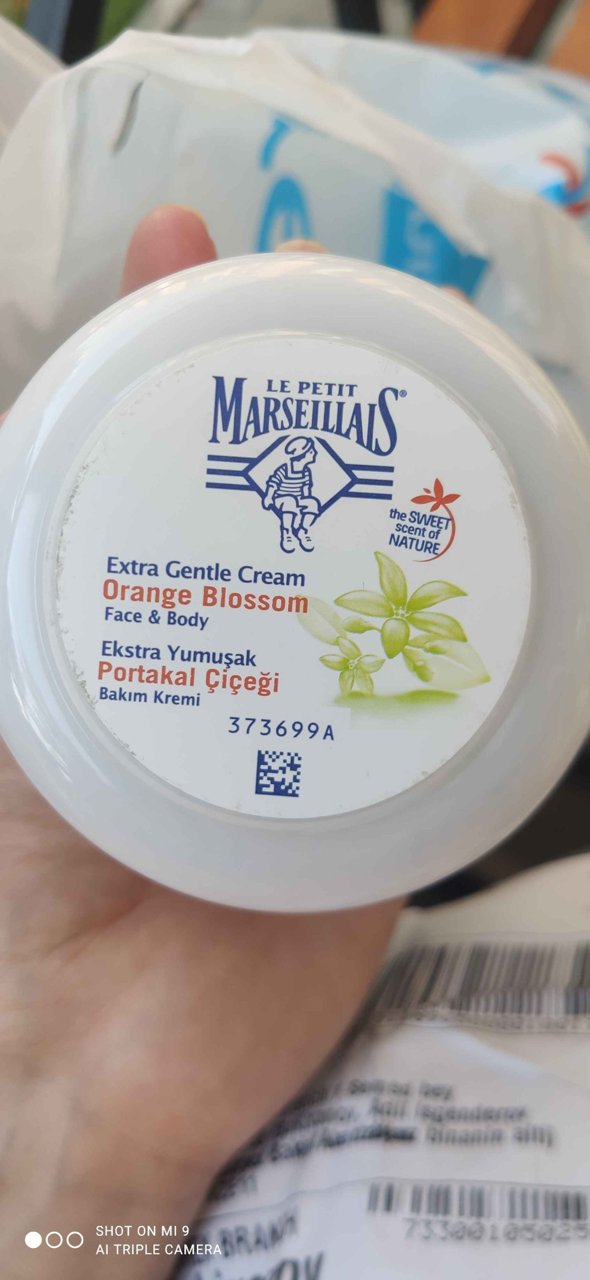 LE PETIT
MARSEILLAIS®
the SWEET
scent of
NATURE
Extra Gentle Cream
Orange Blossom
Face & Body
Ekstra Yumuşak
Portakal Çiçeği
Bakım Kremi
373699A
SHOT ON MI 9
AI TRIPLE CAMERA